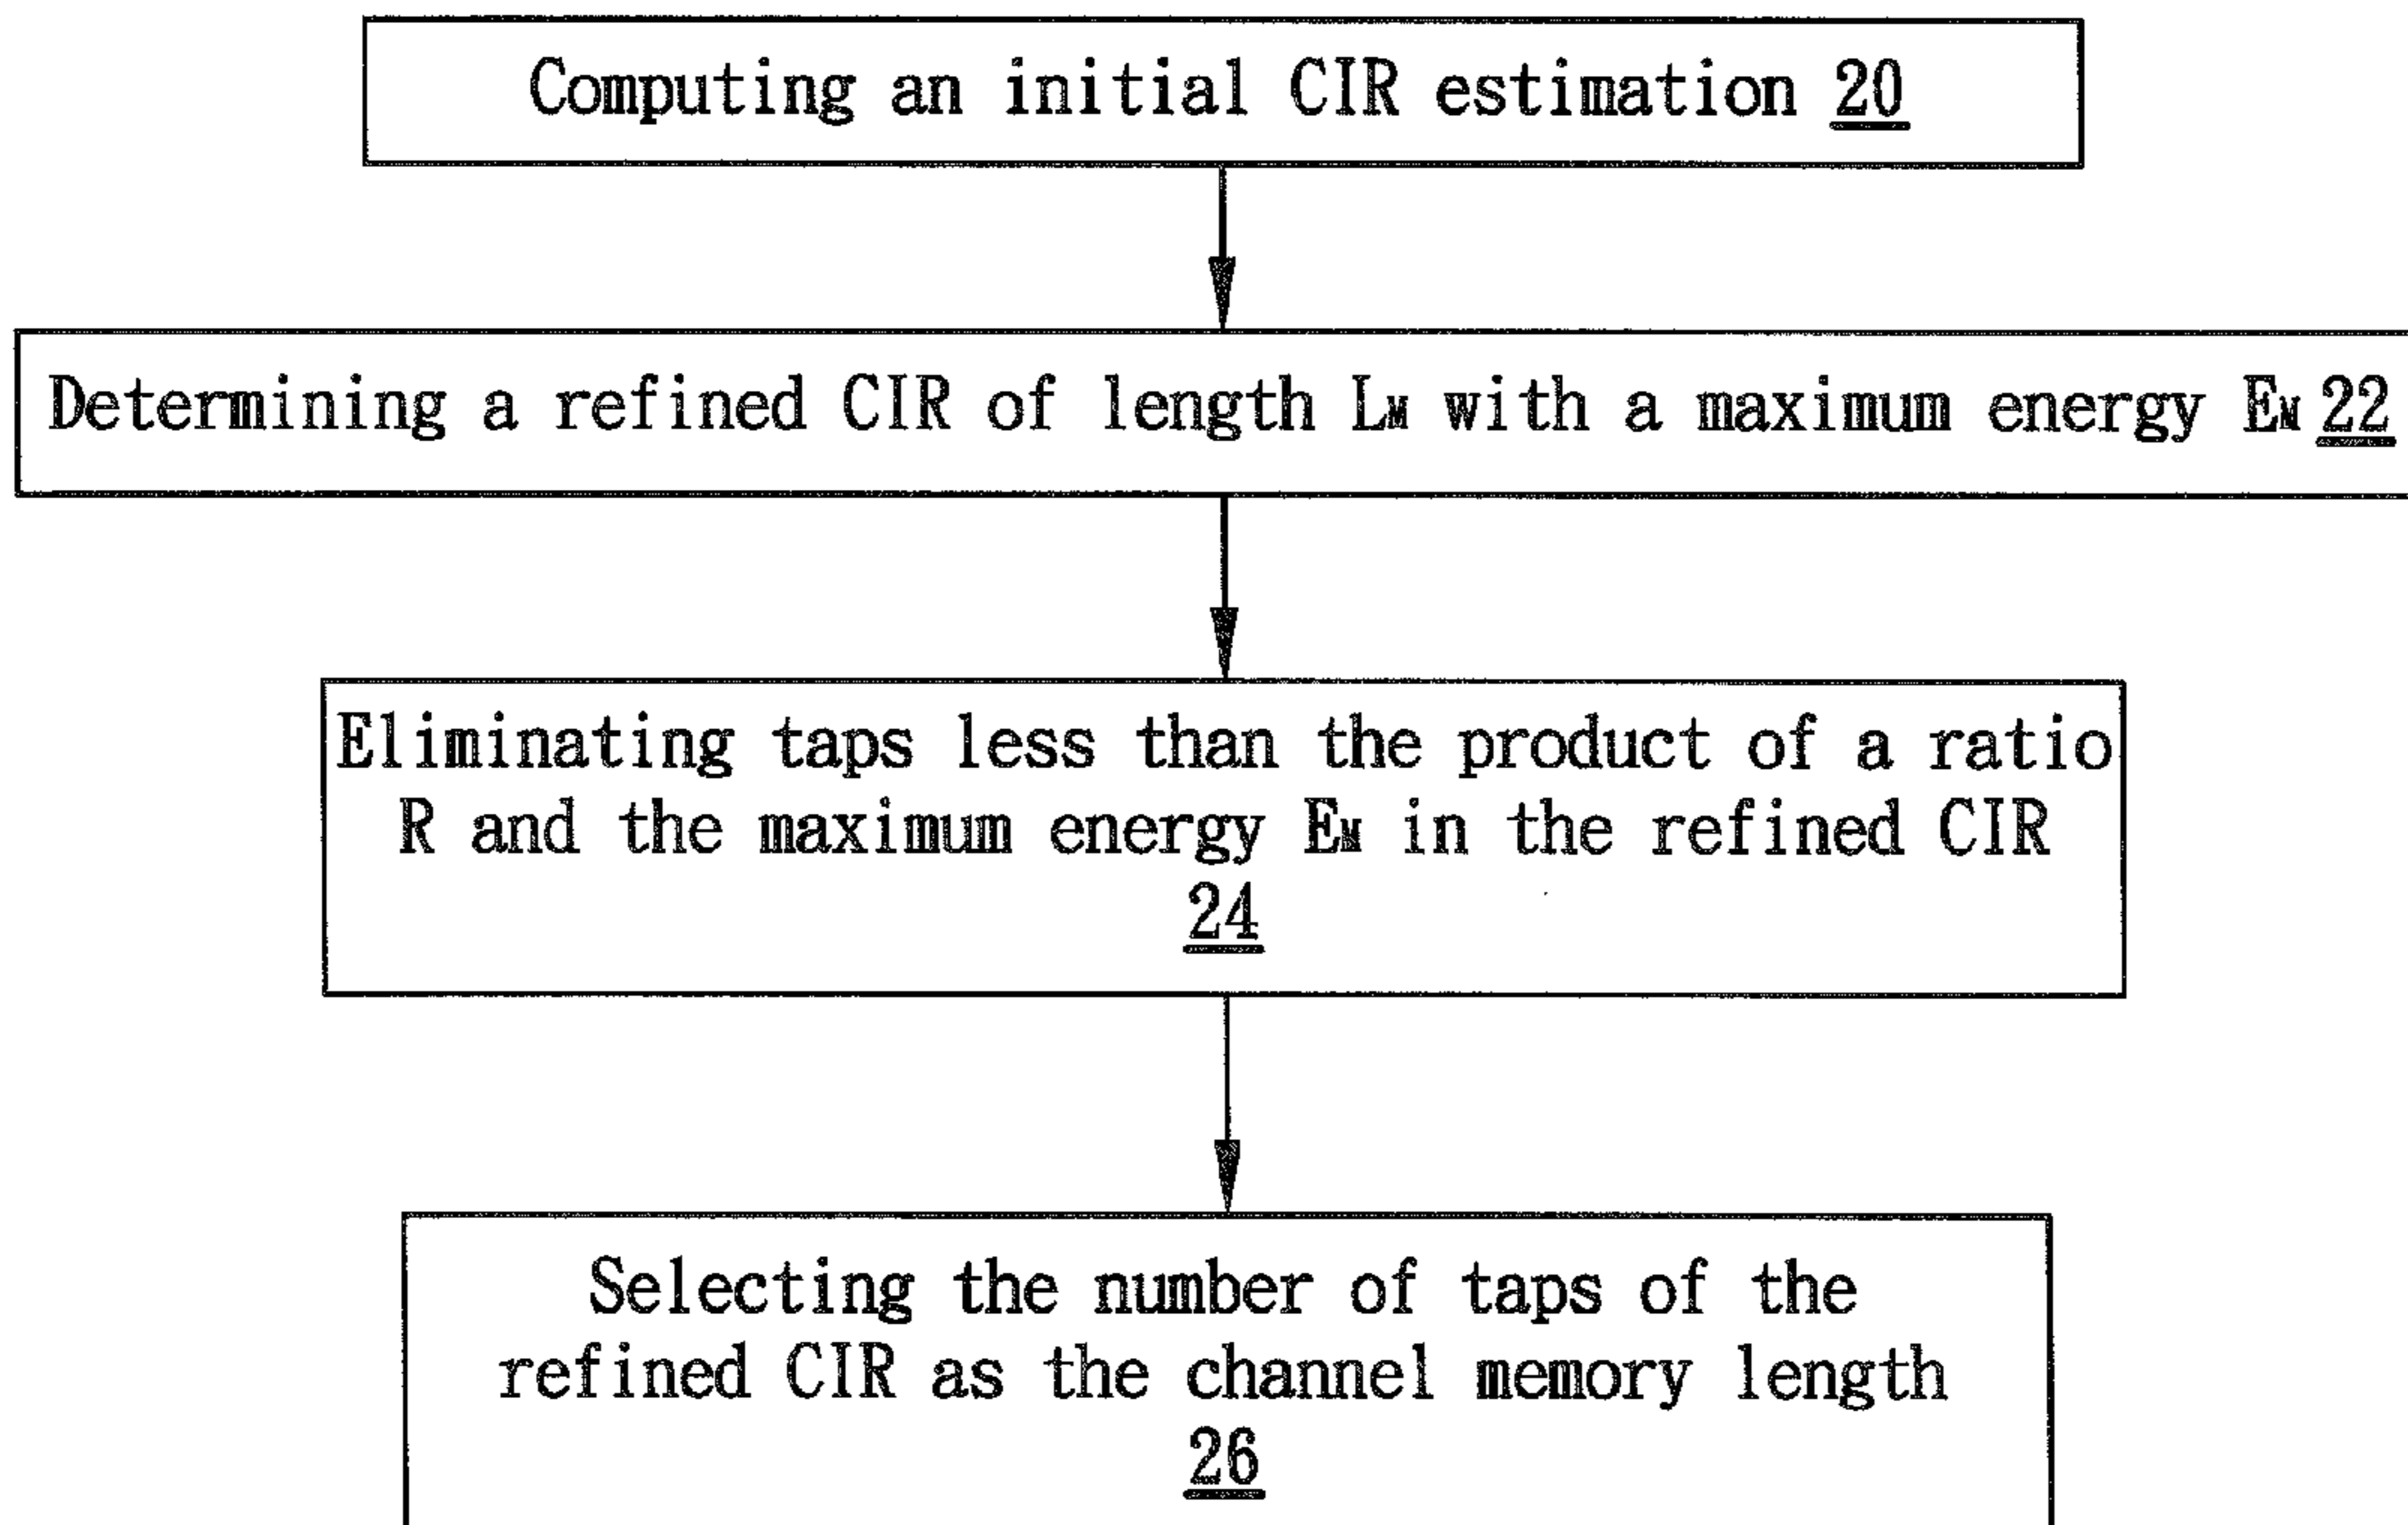 Computing an initial CIR estimation 20
Determining a refined CIR of length LM with a maximum energy EM 22
Eliminating taps less than the product of a ratio
R and the maximum energy EM in the refined CIR
24
Selecting the number of taps of the
refined CIR as the channel memory length
26